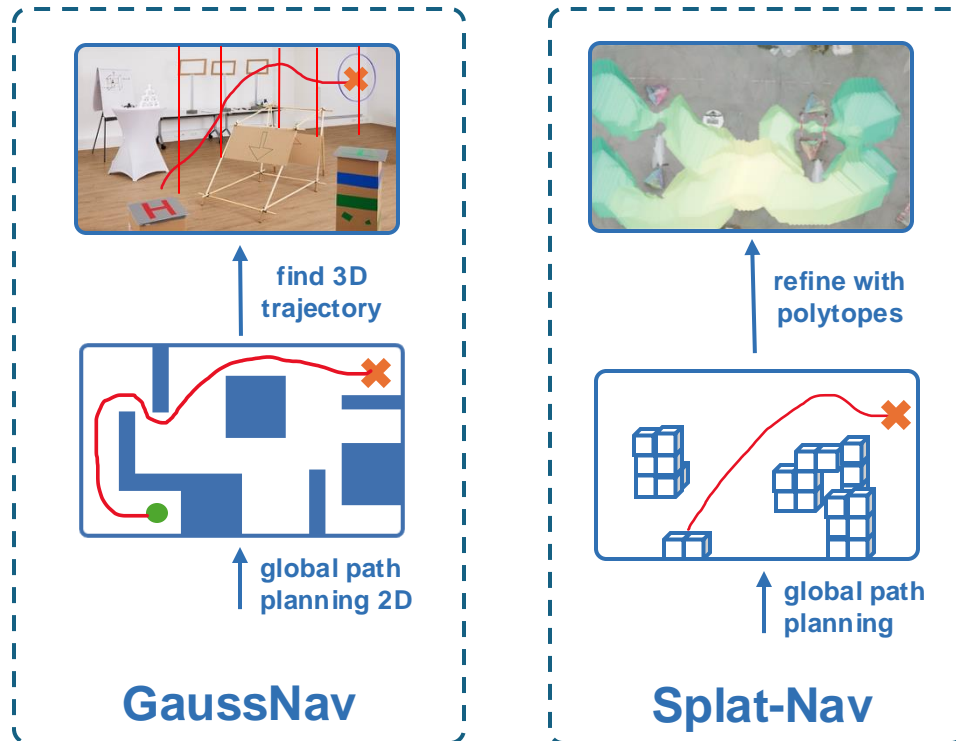 H
find 3D
trajectory
global path
planning 2D
GaussNav
refine with
polytopes
global path
planning
Splat-Nav